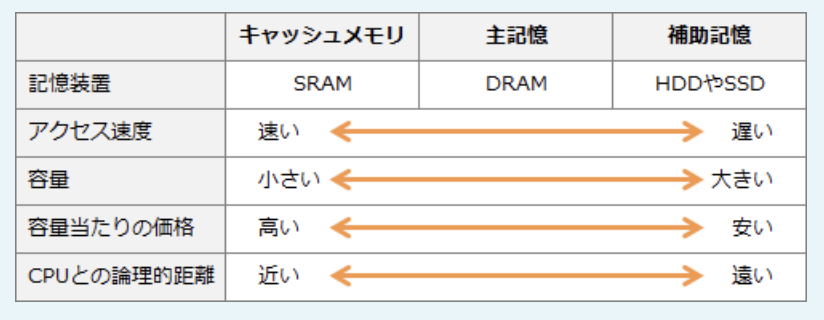 キャッシュメモリ 主記憶 補助記憶
記憶装置 SRAM DRAM HDDやSSD
アクセス速度 速い 遅い
容量 小さい 大きい
容量当たりの価格 高い 安い
CPUとの論理的距離 近い 遠い